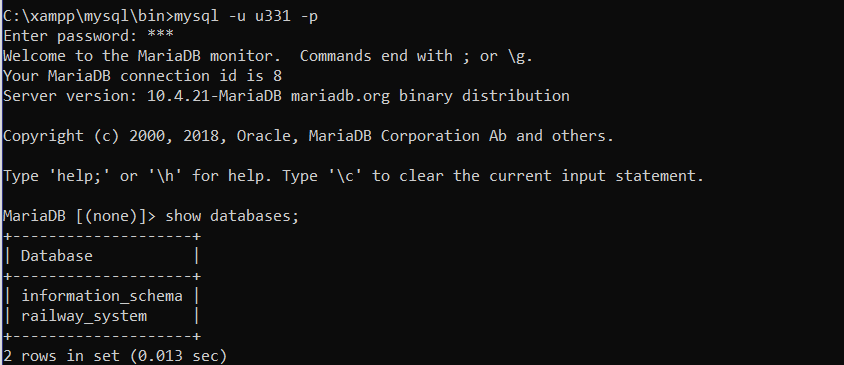 C:\xampp\mysql\bin>mysql -u u331 -p
Enter password: ***
Welcome to the MariaDB monitor.  Commands end with ; or \g.
Your MariaDB connection id is 8
Server version: 10.4.21-MariaDB mariadb.org binary distribution

Copyright (c) 2000, 2018, Oracle, MariaDB Corporation Ab and others.

Type 'help;' or '\h' for help. Type '\c' to clear the current input statement.

MariaDB [(none)]> show databases;
+--------------------+
| Database           |
+--------------------+
| information_schema |
| railway_system     |
+--------------------+
2 rows in set (0.013 sec)